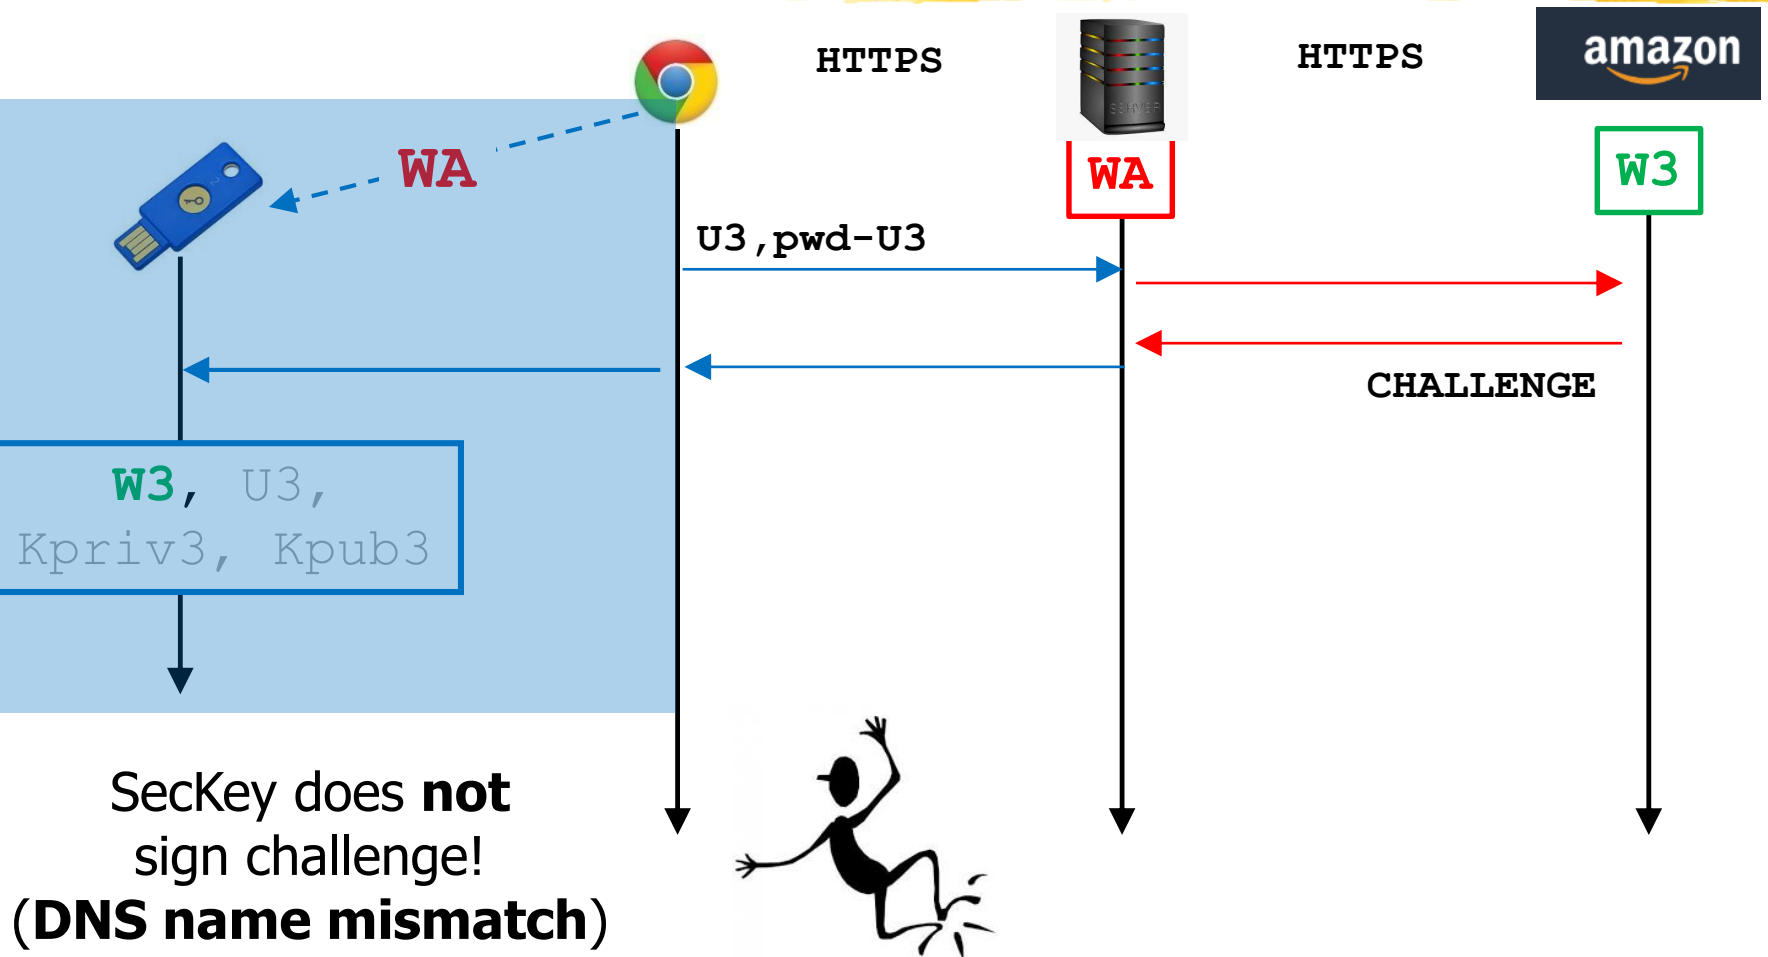 HTTPS
HTTPS
amazon
SERVER
WA
WA
W3
U3,pwd-U3
CHALLENGE
W3, U3,
Kpriv3, Kpub3
SecKey does not
sign challenge!
(DNS name mismatch)